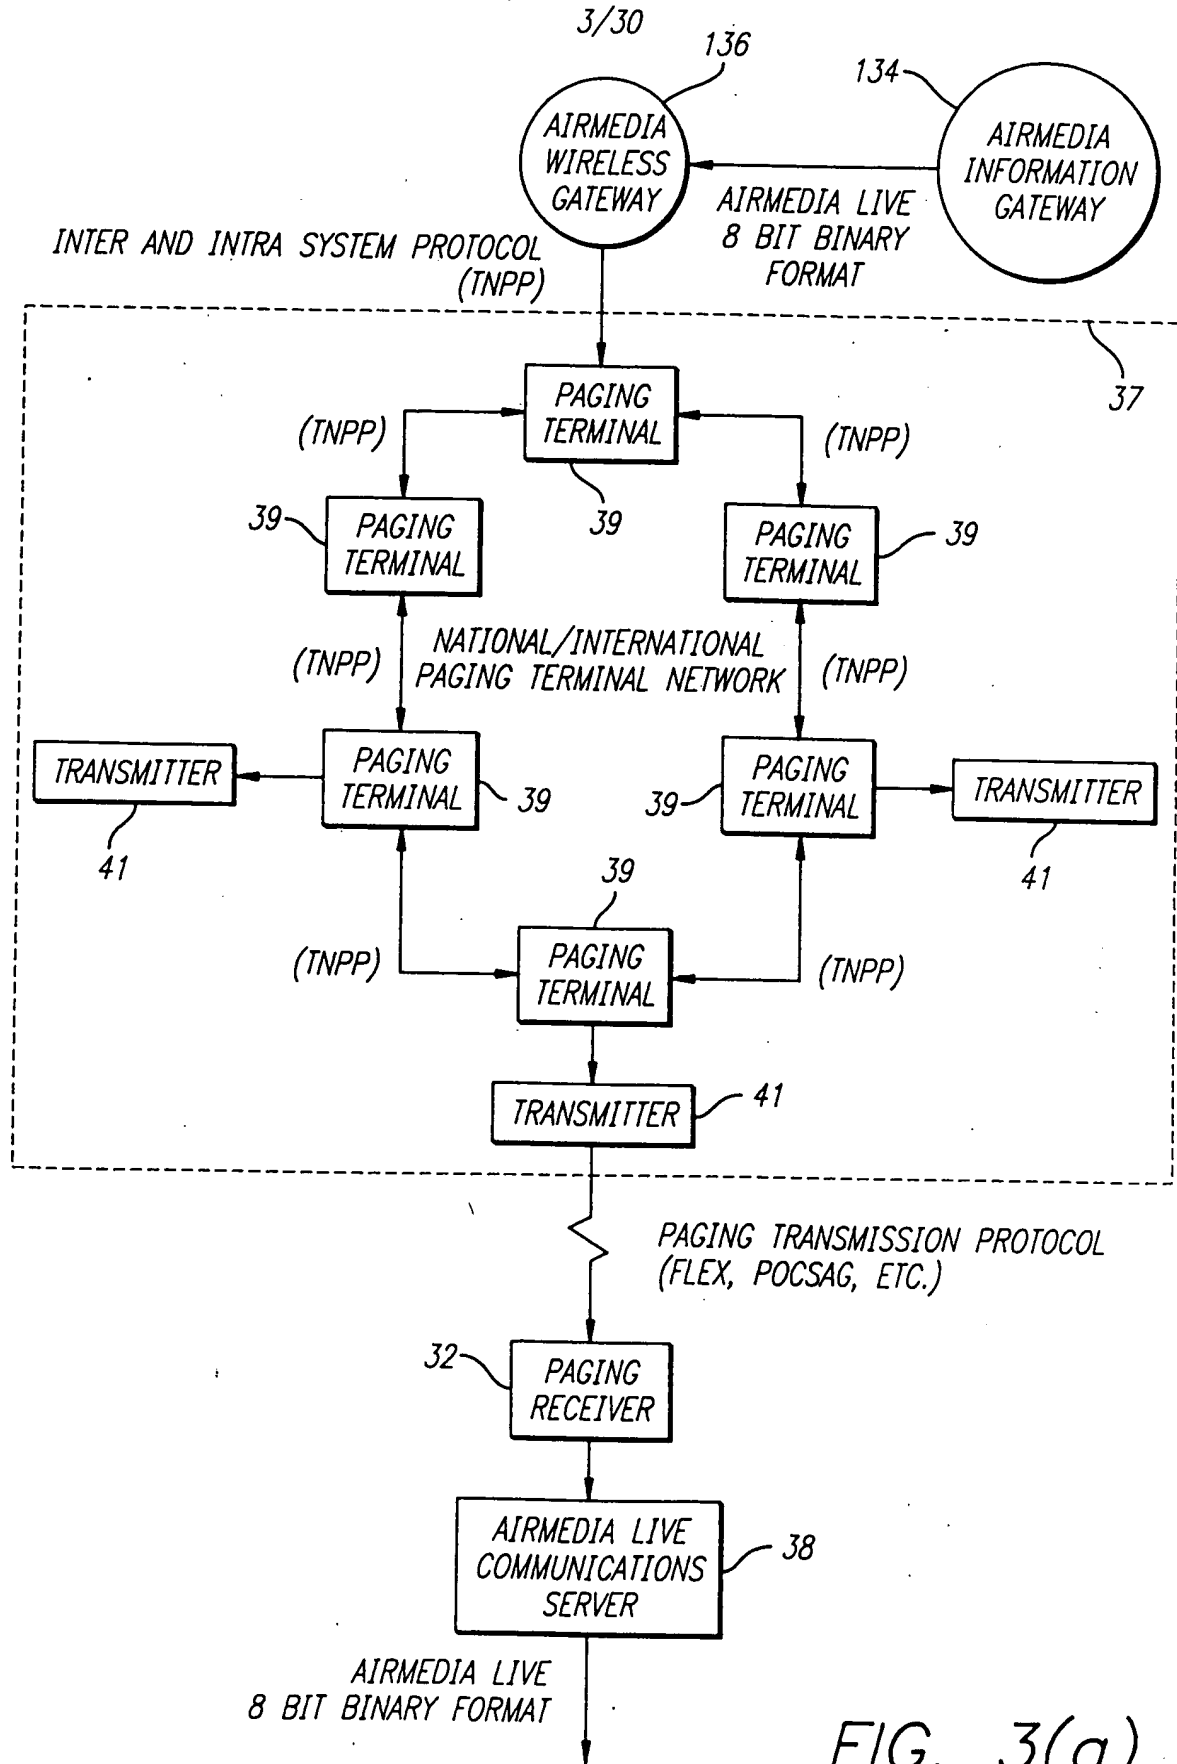 3/30
136
134
AIRMEDIA
WIRELESS
GATEWAY
AIRMEDIA
INFORMATION
GATEWAY
AIRMEDIA LIVE
8 BIT BINARY
FORMAT
INTER AND INTRA SYSTEM PROTOCOL
(TNPP)
37
PAGING
TERMINAL
39
(TNPP)
(TNPP)
39
PAGING
TERMINAL
PAGING
TERMINAL
39
(TNPP)
NATIONAL/INTERNATIONAL
PAGING TERMINAL NETWORK
(TNPP)
TRANSMITTER
41
PAGING
TERMINAL
39
39
PAGING
TERMINAL
TRANSMITTER
41
39
(TNPP)
PAGING
TERMINAL
(TNPP)
TRANSMITTER
41
PAGING TRANSMISSION PROTOCOL
(FLEX, POCSAG, ETC.)
32
PAGING
RECEIVER
AIRMEDIA LIVE
COMMUNICATIONS
SERVER
38
AIRMEDIA LIVE
8 BIT BINARY FORMAT
FIG. 3(a)